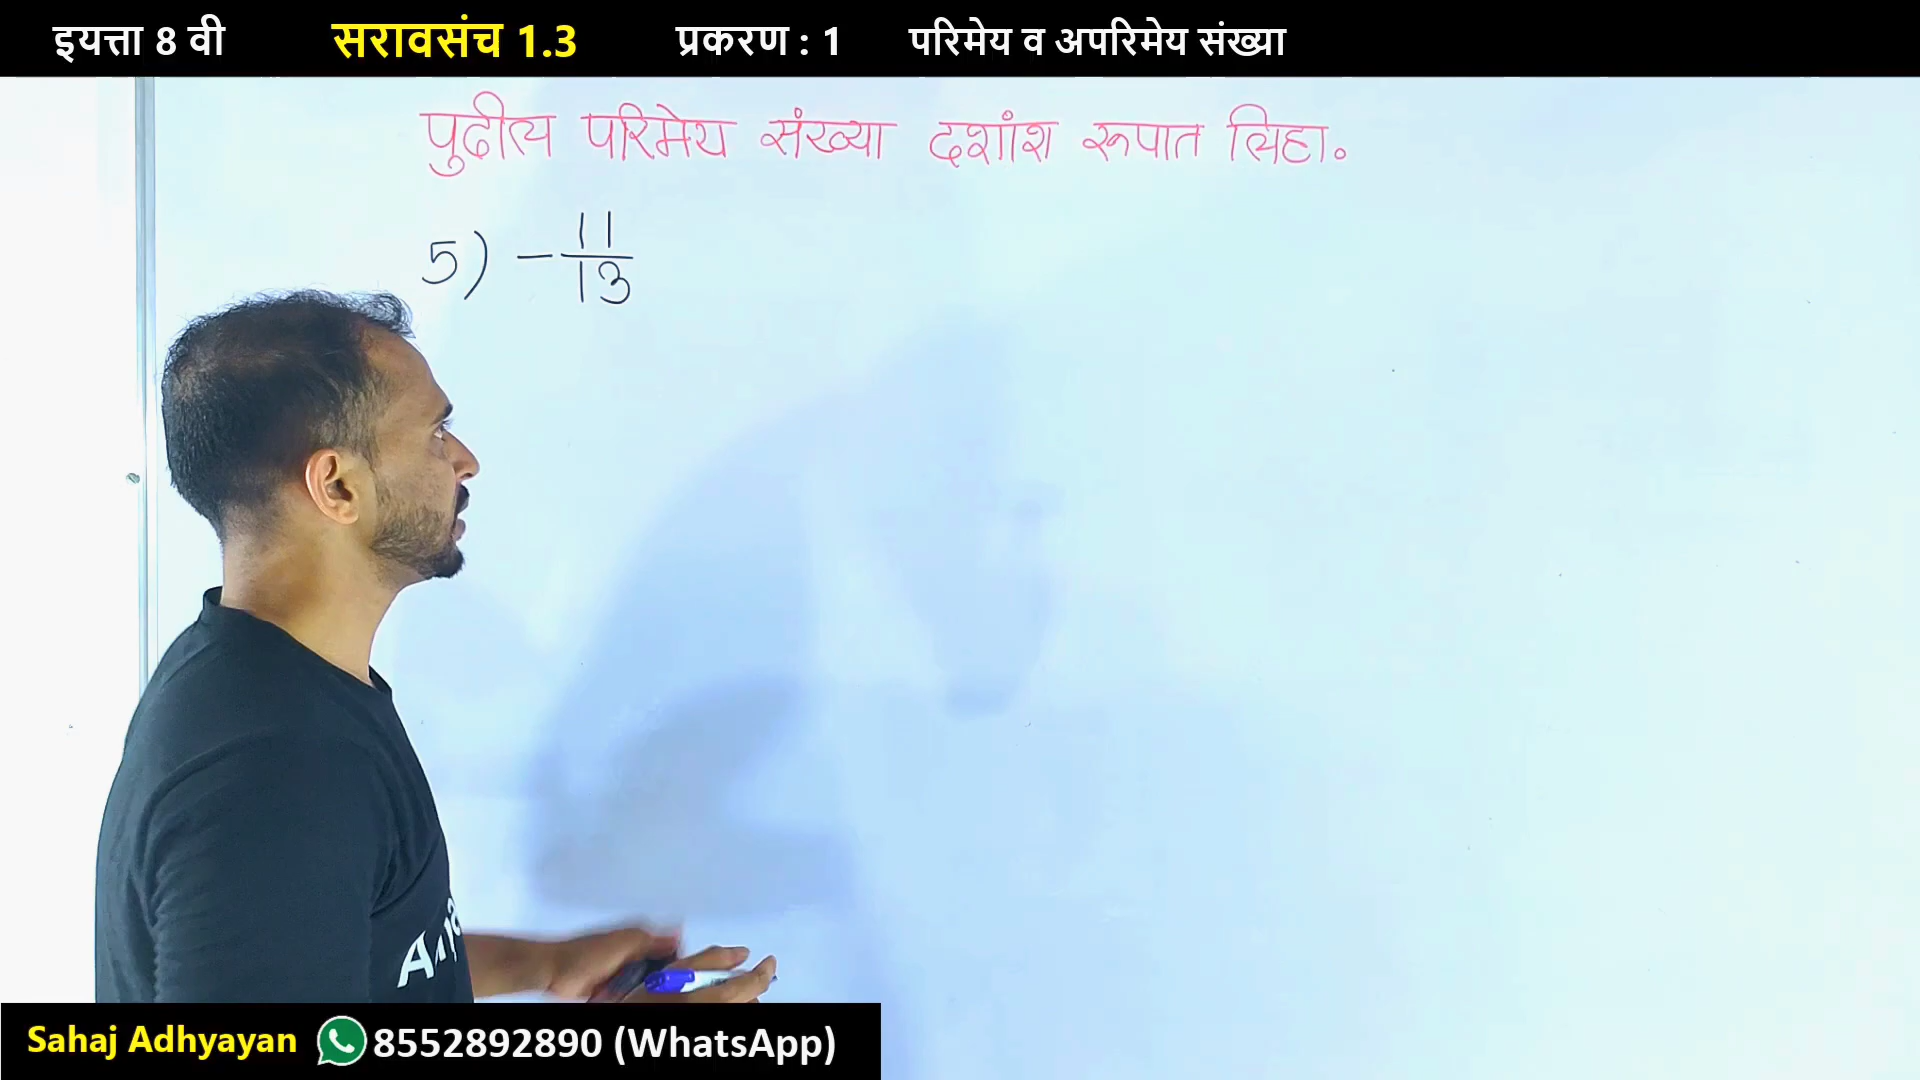 इयत्ता 8 वी सरावसंच 1.3 प्रकरण : 1 परिमेय व अपरिमेय संख्या
पुढील परिमेय संख्या दशांश रूपात लिहा.
5) -11/13
Sahaj Adhyayan 8552892890 (WhatsApp)